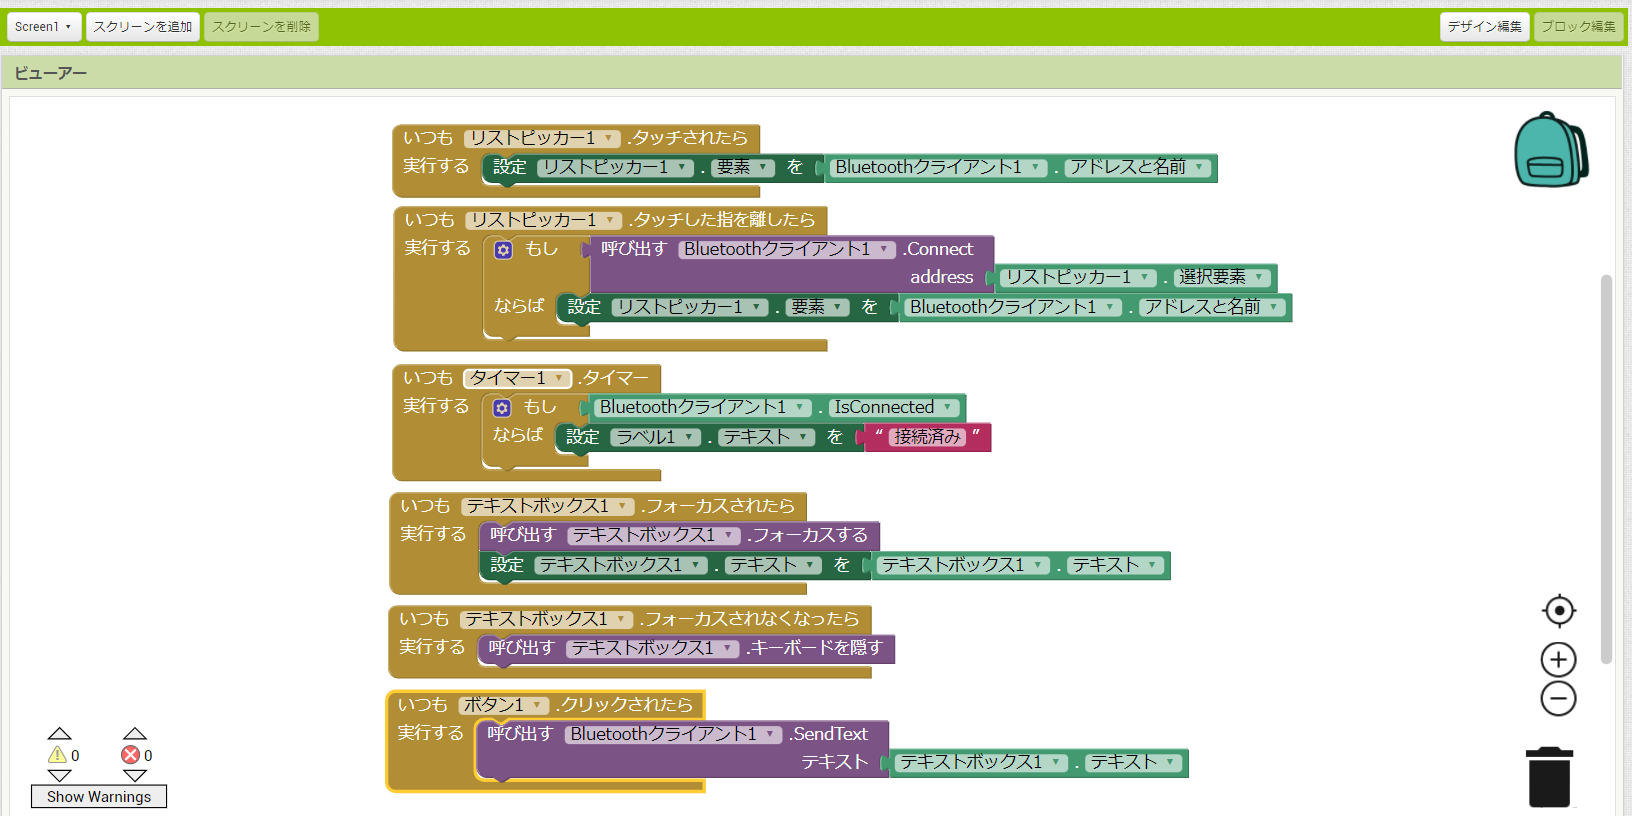 Screen1 スクリーンを追加 スクリーンを削除 デザイン編集 ブロック編集
ビューアー
いつも リストピッカー1 .タッチされたら
実行する 設定 リストピッカー1 . 要素 を Bluetoothクライアント1 . アドレスと名前
いつも リストピッカー1 .タッチした指を離したら
実行する もし 呼び出す Bluetoothクライアント1 .Connect
address リストピッカー1 . 選択要素
ならば 設定 リストピッカー1 . 要素 を Bluetoothクライアント1 . アドレスと名前
いつも タイマー1 .タイマー
実行する もし Bluetoothクライアント1 . IsConnected
ならば 設定 ラベル1 . テキスト を “ 接続済み ”
いつも テキストボックス1 .フォーカスされたら
実行する 呼び出す テキストボックス1 .フォーカスする
設定 テキストボックス1 . テキスト を テキストボックス1 . テキスト
いつも テキストボックス1 .フォーカスされなくなったら
実行する 呼び出す テキストボックス1 .キーボードを隠す
いつも ボタン1 .クリックされたら
実行する 呼び出す Bluetoothクライアント1 .SendText
テキスト テキストボックス1 . テキスト
0 0
Show Warnings